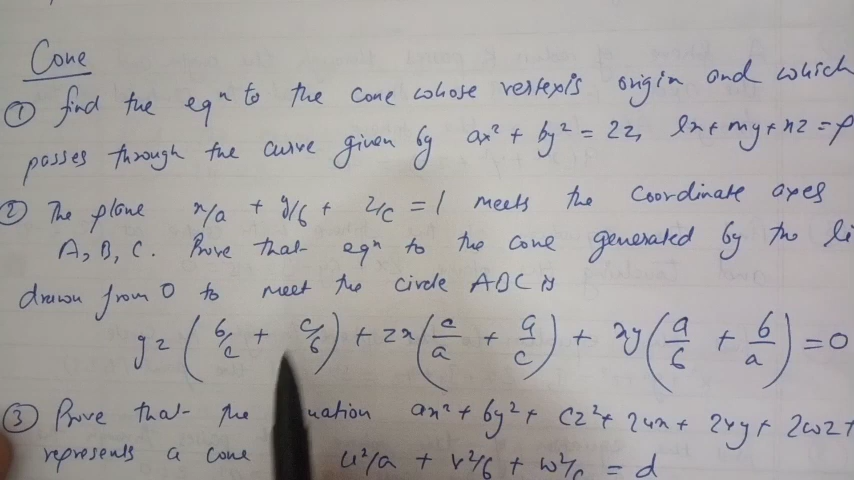 Cone
① find the eqⁿ to the cone whose vertex is origin and which
passes through the curve given by ax² + by² = 2z, lx + my + nz = p
② The plane x/a + y/b + z/c = 1 meets the coordinate axes
A, B, C. Prove that eqⁿ to the cone generated by the li
drawn from O to meet the circle ABC is
yz (b/c + c/b) + zx (c/a + a/c) + xy (a/b + b/a) = 0
③ Prove that the uation ax² + by² + cz² + 2ux + 2vy + 2wz +
represents a cone u²/a + v²/b + w²/c = d